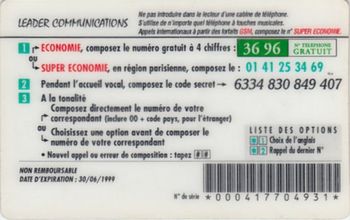 LEADER COMMUNICATIONS
Ne pas introduire dans le lecteur d'une cabine de téléphone.
Utilisable de n'importe quel téléphone à touches musicales.
Appels internationaux à partir des forfaits GSM, composez le n° SUPER ECONOMIE.
1 ECONOMIE, composez le numéro gratuit à 4 chiffres : 36 96 N° TELEPHONE GRATUIT
ou
SUPER ECONOMIE, en région parisienne, composez le : 01 41 25 34 69
2 Pendant l'accueil vocal, composez le code secret → 6334 830 849 407
3 A la tonalité
Composez directement le numéro de votre
correspondant (inclure 00 + code pays, pour l'étranger)
ou
Choisissez une option avant de composer le
numéro de votre correspondant
• Nouvel appel ou erreur de composition : tapez ##
LISTE DES OPTIONS
* 1 Choix de l'anglais
* 2 Rappel du dernier N°
NON REMBOURSABLE
DATE D'EXPIRATION : 30/06/1999
N° de série *000417704931*